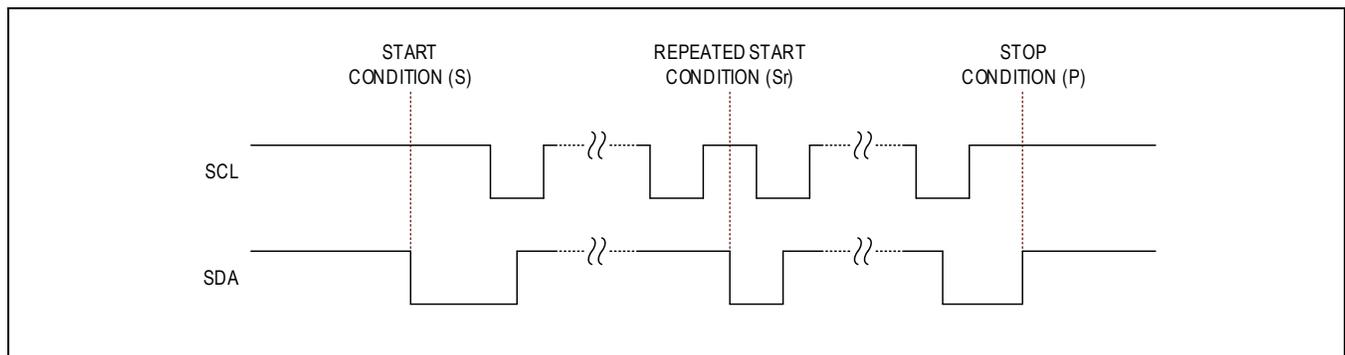 START
CONDITION (S)
REPEATED START
CONDITION (Sr)
STOP
CONDITION (P)
SCL
SDA